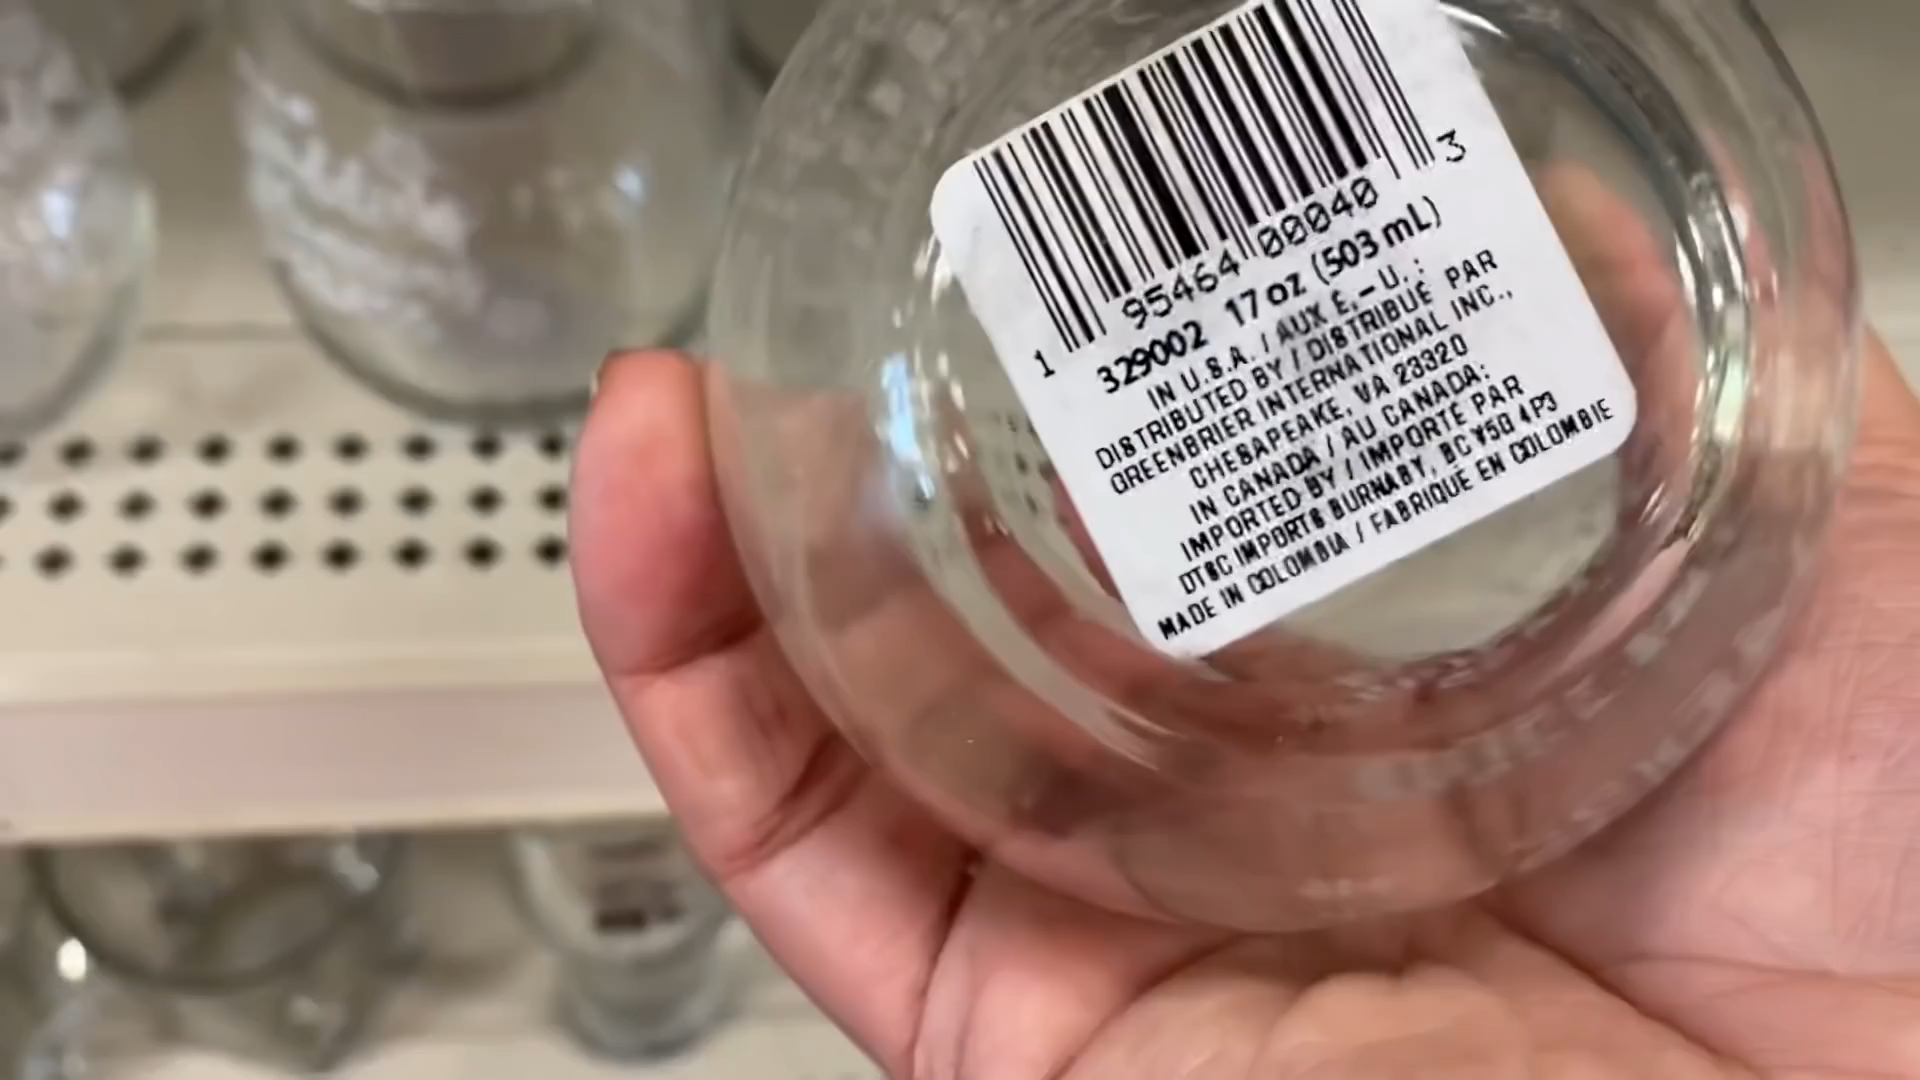 1 95464 00040 3
329002 17 oz (503 mL)
IN U.S.A. / AUX É.-U. :
DISTRIBUTED BY / DISTRIBUÉ PAR
GREENBRIER INTERNATIONAL INC.,
CHESAPEAKE, VA 23320
IN CANADA / AU CANADA:
IMPORTED BY / IMPORTÉ PAR
DTSC IMPORTS BURNABY, BC V5G 4P3
MADE IN COLOMBIA / FABRIQUÉ EN COLOMBIE